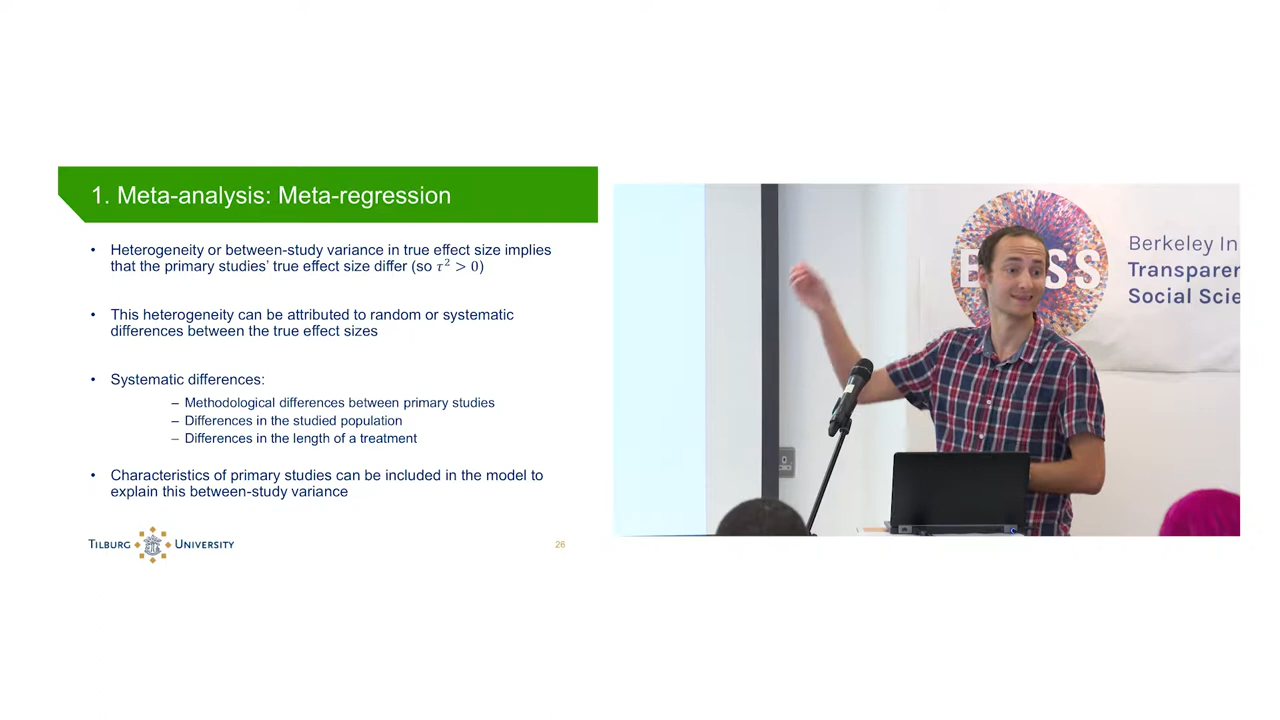 1. Meta-analysis: Meta-regression
• Heterogeneity or between-study variance in true effect size implies
that the primary studies' true effect size differ (so τ² > 0)
• This heterogeneity can be attributed to random or systematic
differences between the true effect sizes
• Systematic differences:
– Methodological differences between primary studies
– Differences in the studied population
– Differences in the length of a treatment
• Characteristics of primary studies can be included in the model to
explain this between-study variance
TILBURG UNIVERSITY
26
Berkeley In
Transparen
Social Scie